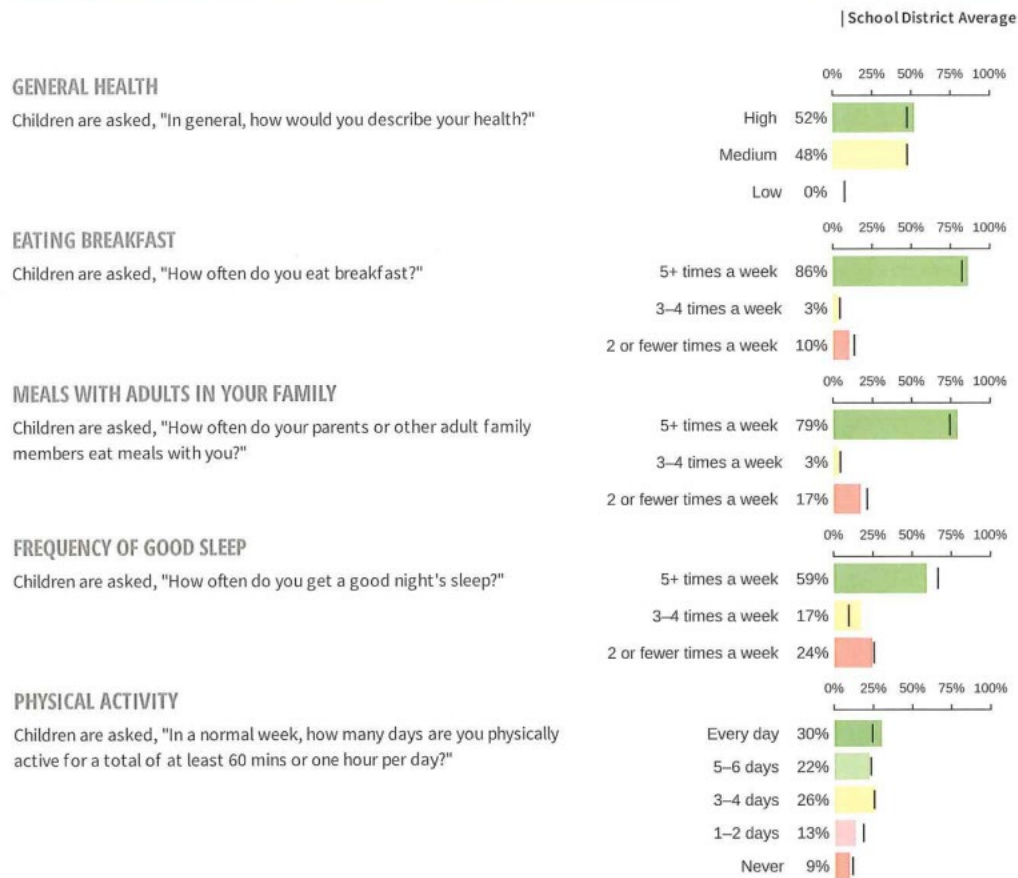 | School District Average
GENERAL HEALTH
Children are asked, "In general, how would you describe your health?"
0% 25% 50% 75% 100%
High 52%
Medium 48%
Low 0%
EATING BREAKFAST
Children are asked, "How often do you eat breakfast?"
0% 25% 50% 75% 100%
5+ times a week 86%
3–4 times a week 3%
2 or fewer times a week 10%
MEALS WITH ADULTS IN YOUR FAMILY
Children are asked, "How often do your parents or other adult family
members eat meals with you?"
0% 25% 50% 75% 100%
5+ times a week 79%
3–4 times a week 3%
2 or fewer times a week 17%
FREQUENCY OF GOOD SLEEP
Children are asked, "How often do you get a good night's sleep?"
0% 25% 50% 75% 100%
5+ times a week 59%
3–4 times a week 17%
2 or fewer times a week 24%
PHYSICAL ACTIVITY
Children are asked, "In a normal week, how many days are you physically
active for a total of at least 60 mins or one hour per day?"
0% 25% 50% 75% 100%
Every day 30%
5–6 days 22%
3–4 days 26%
1–2 days 13%
Never 9%